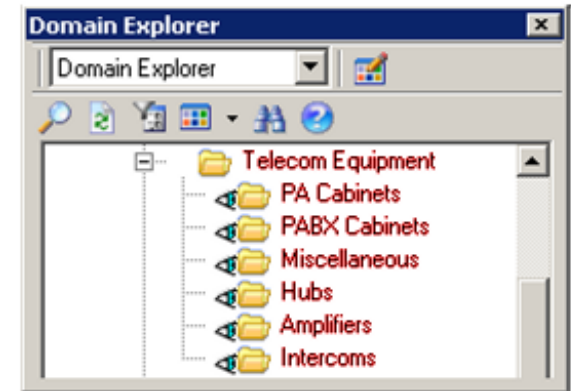 Domain Explorer
Domain Explorer
Telecom Equipment
PA Cabinets
PABX Cabinets
Miscellaneous
Hubs
Amplifiers
Intercoms